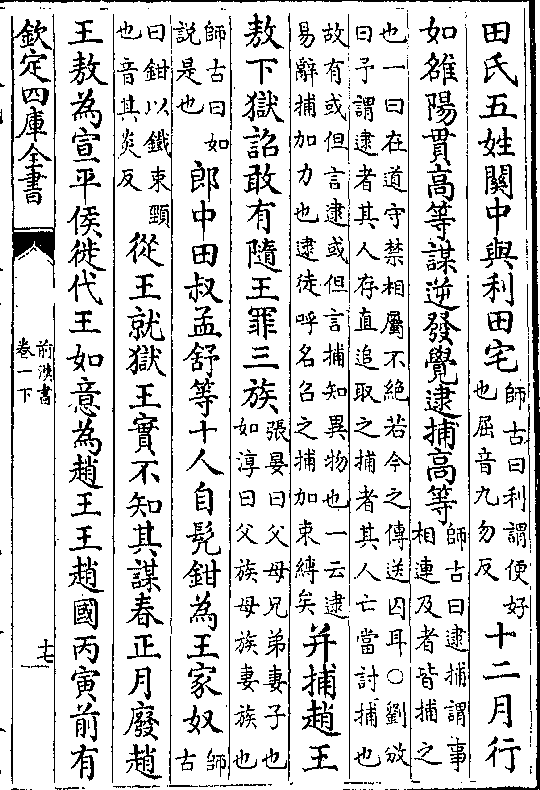 田氏五姓關中與利田宅師古曰利謂便好也屈音九勿反十二月行
如雒陽貫高等謀逆發覺逮捕高等師古曰逮捕謂事相連及者皆捕之
也一曰在道守禁相屬不絕若今之傳送囚耳○劉攽
曰予謂逮者其人存直追取之捕者其人亡當討捕也
故有或但言逮或但言捕知異物也一云逮易辭捕加力也逮徒呼名召之捕加束縛矣并捕趙王
敖下獄詔敢有隨王罪三族張晏曰父母兄弟妻子也如淳曰父族母族妻族也
師古曰如說是也郎中田叔孟舒等十人自髠鉗為王家奴師古
曰鉗以鐵束頸也音其炎反從王就獄王實不知其謀春正月廢趙
王敖為宣平侯徙代王如意為趙王王趙國丙寅前有
欽定四庫全書
前漢書
卷一下
十七